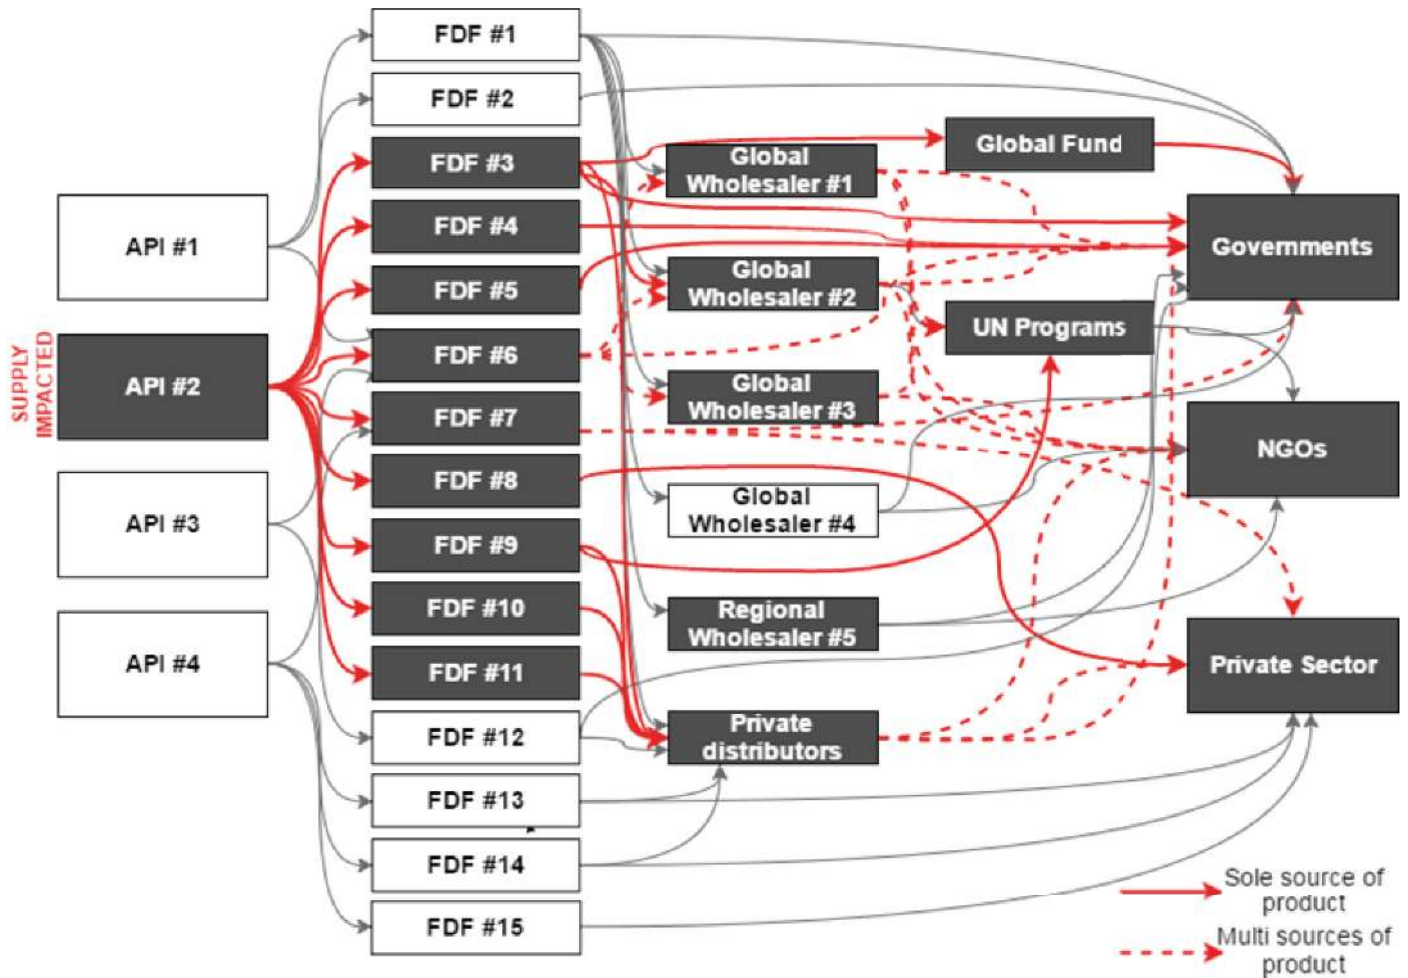 SUPPLY
IMPACTED
API #1
API #2
API #3
API #4
FDF #1
FDF #2
FDF #3
FDF #4
FDF #5
FDF #6
FDF #7
FDF #8
FDF #9
FDF #10
FDF #11
FDF #12
FDF #13
FDF #14
FDF #15
Global
Wholesaler #1
Global
Wholesaler #2
Global
Wholesaler #3
Global
Wholesaler #4
Regional
Wholesaler #5
Private
distributors
Global Fund
UN Programs
Governments
NGOs
Private Sector
Sole source of
product
Multi sources of
product